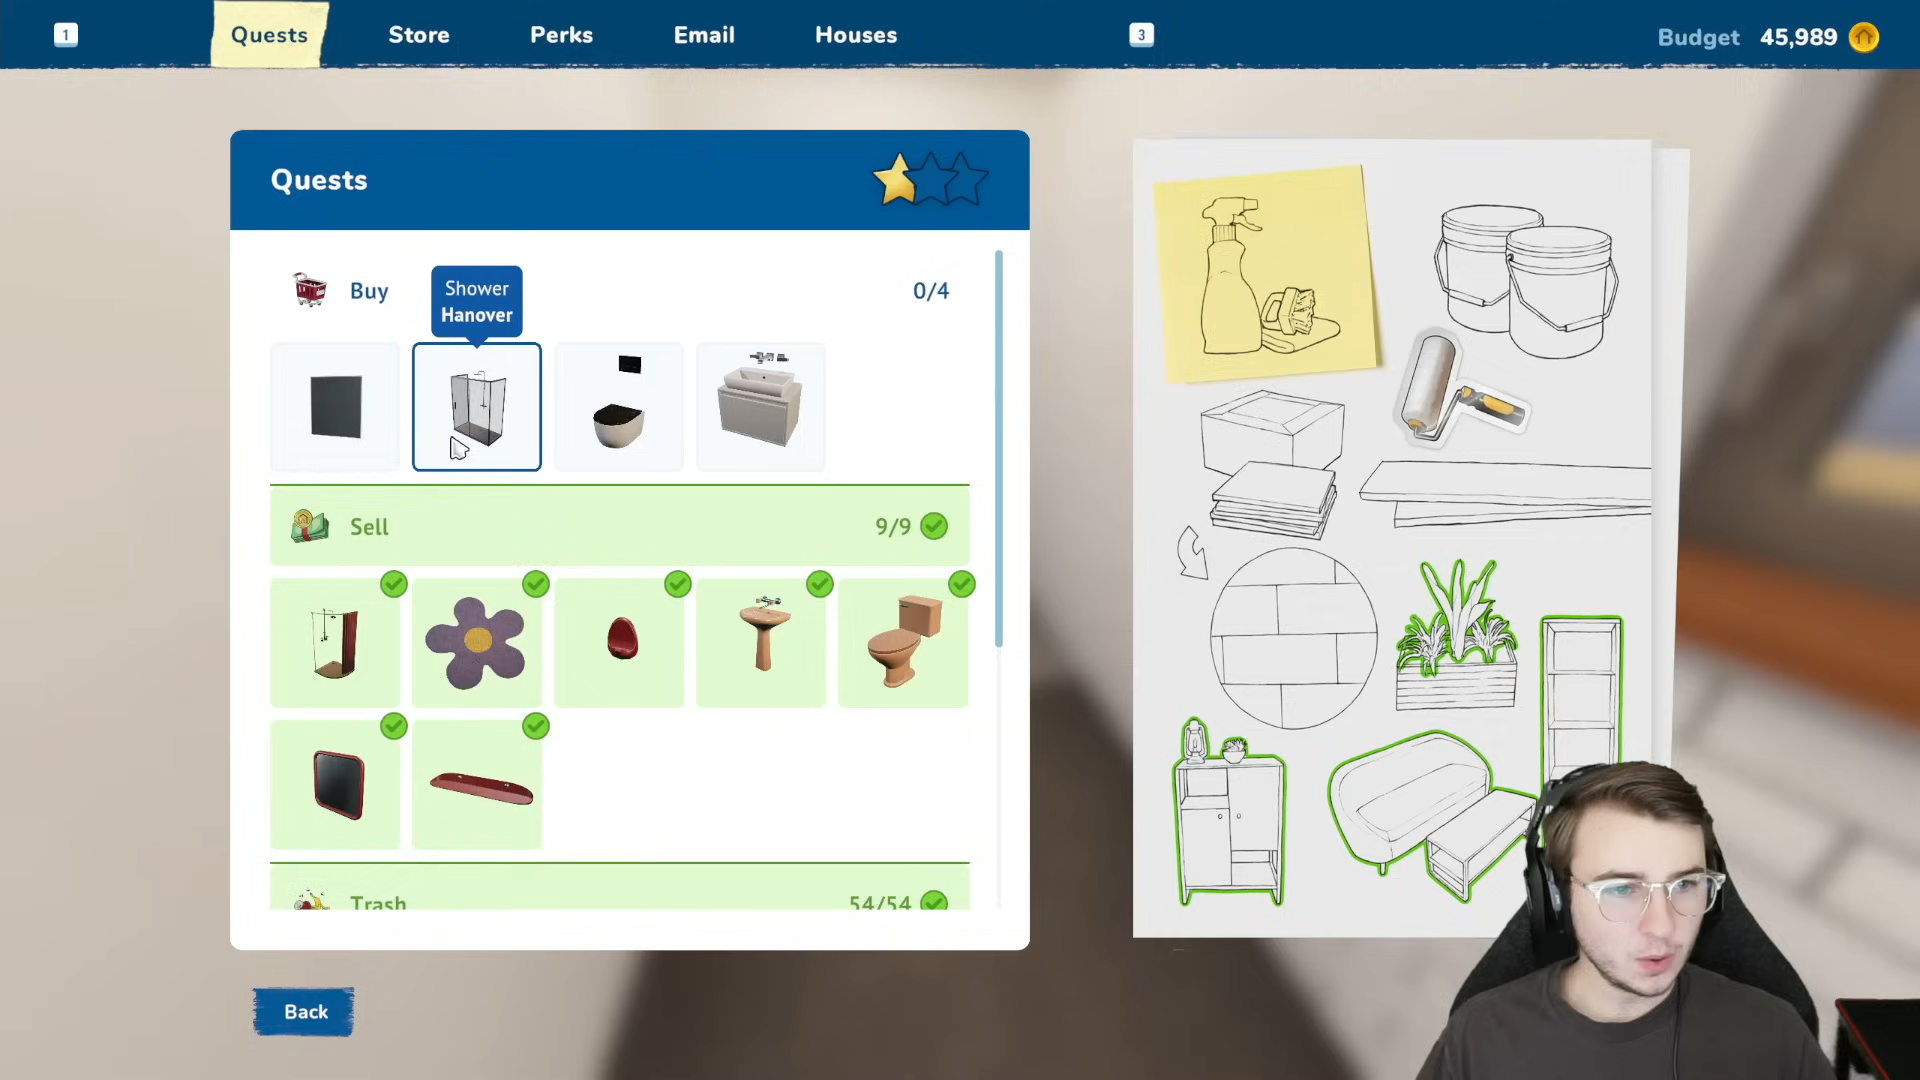 1
Quests
Store
Perks
Email
Houses
3
Budget 45,989
Quests
Buy
0/4
Shower
Hanover
Sell
9/9
Trash
54/54
Back